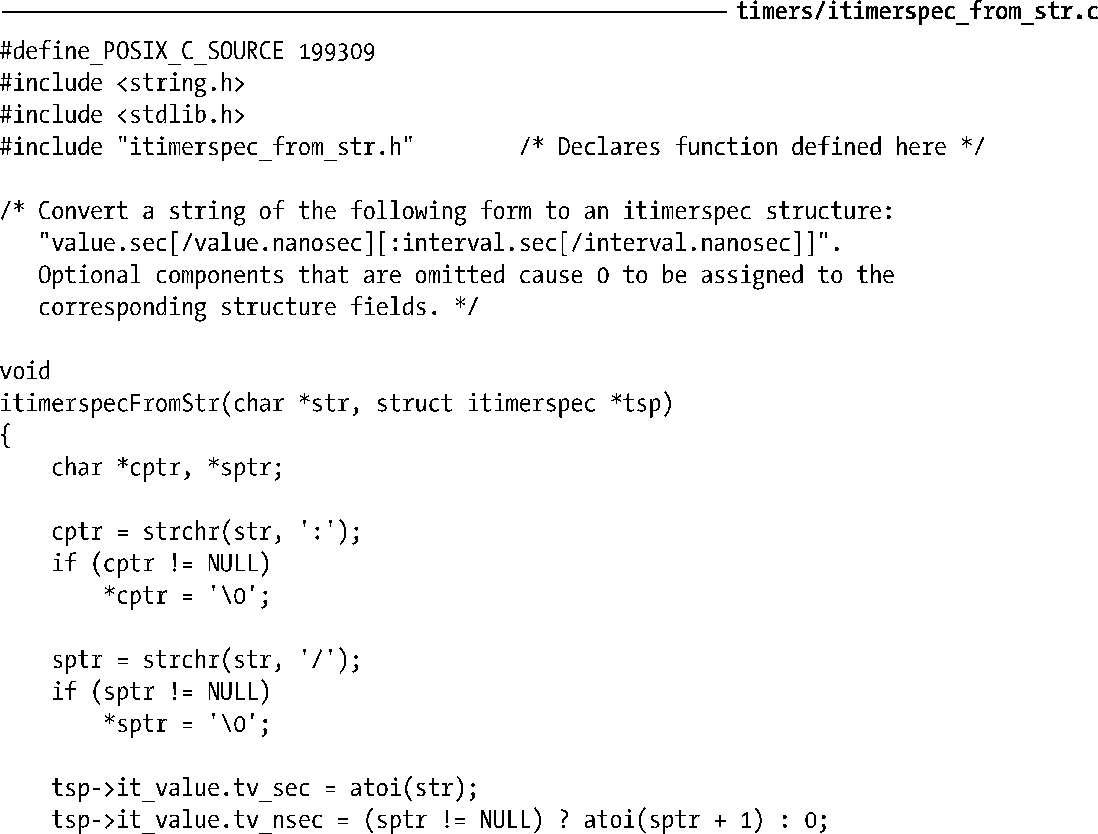 timers/itimerspec_from_str.c
#define_POSIX_C_SOURCE 199309
#include <string.h>
#include <stdlib.h>
#include "itimerspec_from_str.h"        /* Declares function defined here */

/* Convert a string of the following form to an itimerspec structure:
   "value.sec[/value.nanosec][:interval.sec[/interval.nanosec]]".
   Optional components that are omitted cause 0 to be assigned to the
   corresponding structure fields. */

void
itimerspecFromStr(char *str, struct itimerspec *tsp)
{
    char *cptr, *sptr;

    cptr = strchr(str, ':');
    if (cptr != NULL)
        *cptr = '\0';

    sptr = strchr(str, '/');
    if (sptr != NULL)
        *sptr = '\0';

    tsp->it_value.tv_sec = atoi(str);
    tsp->it_value.tv_nsec = (sptr != NULL) ? atoi(sptr + 1) : 0;